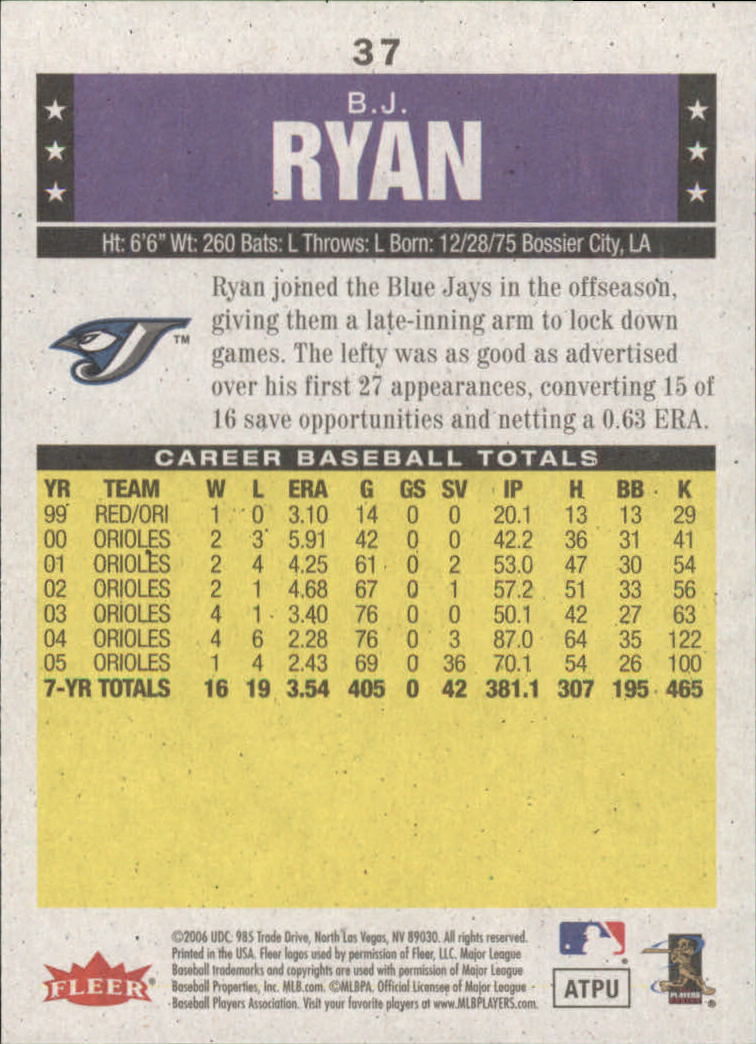 37
B.J.
RYAN
Ht: 6'6" Wt: 260 Bats: L Throws: L Born: 12/28/75 Bossier City, LA
Ryan joined the Blue Jays in the offseason,
giving them a late-inning arm to lock down
games. The lefty was as good as advertised
over his first 27 appearances, converting 15 of
16 save opportunities and netting a 0.63 ERA.
J TM
CAREER BASEBALL TOTALS
YR TEAM W L ERA G GS SV IP H BB K
99 RED/ORI 1 0 3.10 14 0 0 20.1 13 13 29
00 ORIOLES 2 3 5.91 42 0 0 42.2 36 31 41
01 ORIOLES 2 4 4.25 61 0 2 53.0 47 30 54
02 ORIOLES 2 1 4.68 67 0 1 57.2 51 33 56
03 ORIOLES 4 1 3.40 76 0 0 50.1 42 27 63
04 ORIOLES 4 6 2.28 76 0 3 87.0 64 35 122
05 ORIOLES 1 4 2.43 69 0 36 70.1 54 26 100
7-YR TOTALS 16 19 3.54 405 0 42 381.1 307 195 465
FLEER®
©2006 UDC. 985 Trade Drive, North Las Vegas, NV 89030. All rights reserved.
Printed in the USA. Fleer logos used by permission of Fleer, LLC. Major League
Baseball trademarks and copyrights are used with permission of Major League
Baseball Properties, Inc. MLB.com. ©MLBPA. Official Licensee of Major League
Baseball Players Association. Visit your favorite players at www.MLBPLAYERS.com.
®
ATPU
PLAYERS
®